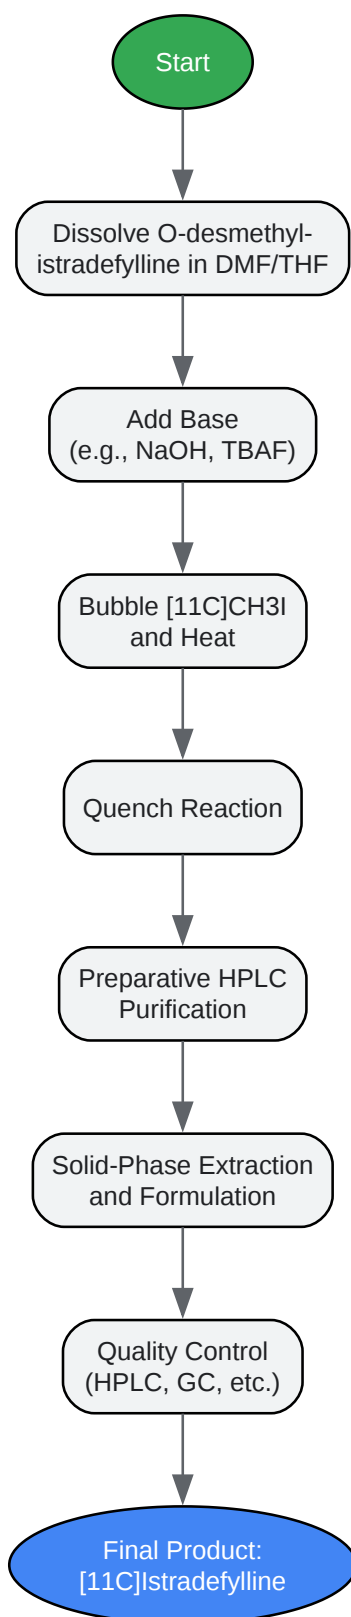 Start
Dissolve O-desmethyl-
istradefylline in DMF/THF
Add Base
(e.g., NaOH, TBAF)
Bubble [11C]CH3I
and Heat
Quench Reaction
Preparative HPLC
Purification
Solid-Phase Extraction
and Formulation
Quality Control
(HPLC, GC, etc.)
Final Product:
[11C]Istradefylline